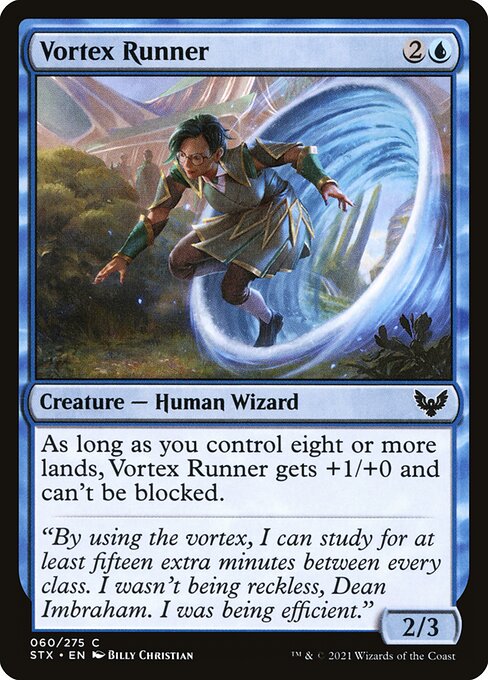 Vortex Runner 2
Creature — Human Wizard
As long as you control eight or more
lands, Vortex Runner gets +1/+0 and
can't be blocked.
“By using the vortex, I can study for at
least fifteen extra minutes between every
class. I wasn't being reckless, Dean
Imbraham. I was being efficient.”
2/3
060/275 C
STX • EN Billy Christian
™ & © 2021 Wizards of the Coast